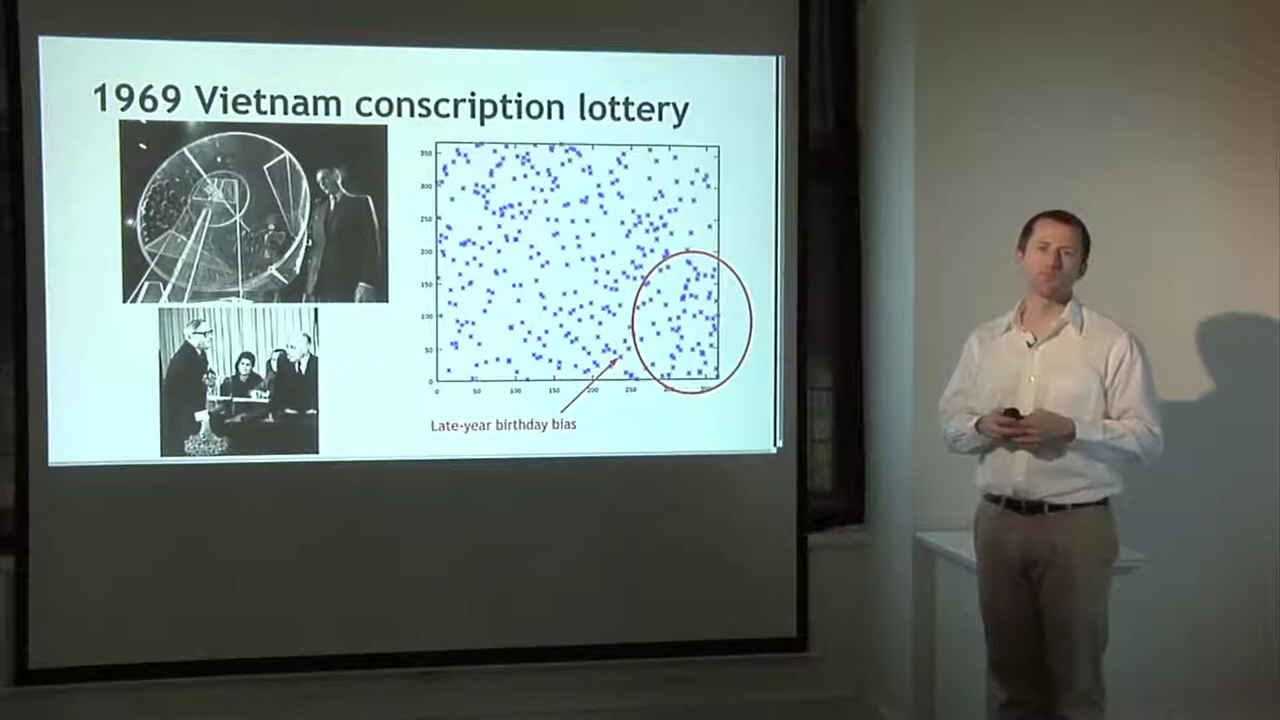 1969 Vietnam conscription lottery
350
300
250
200
150
100
50
0
0 50 100 150 200 250
Late-year birthday bias